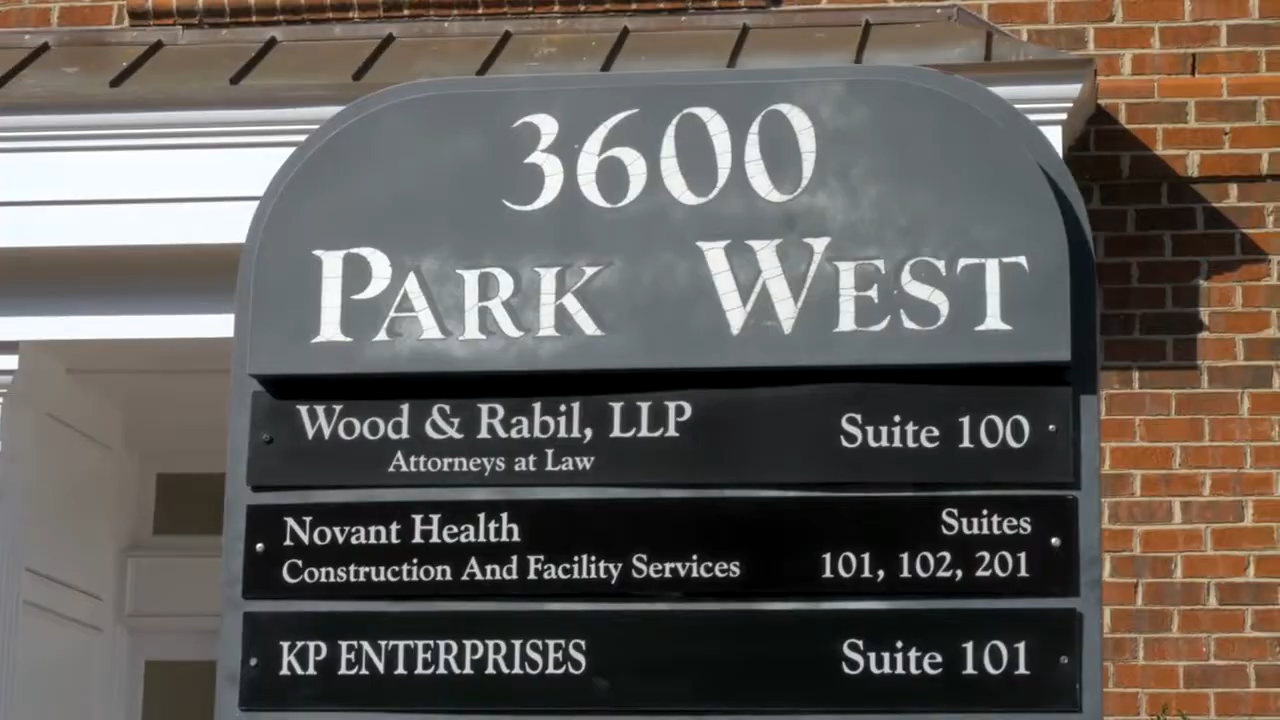 3600
PARK WEST
Wood & Rabil, LLP Suite 100
Attorneys at Law
Novant Health Suites
Construction And Facility Services 101, 102, 201
KP ENTERPRISES Suite 101